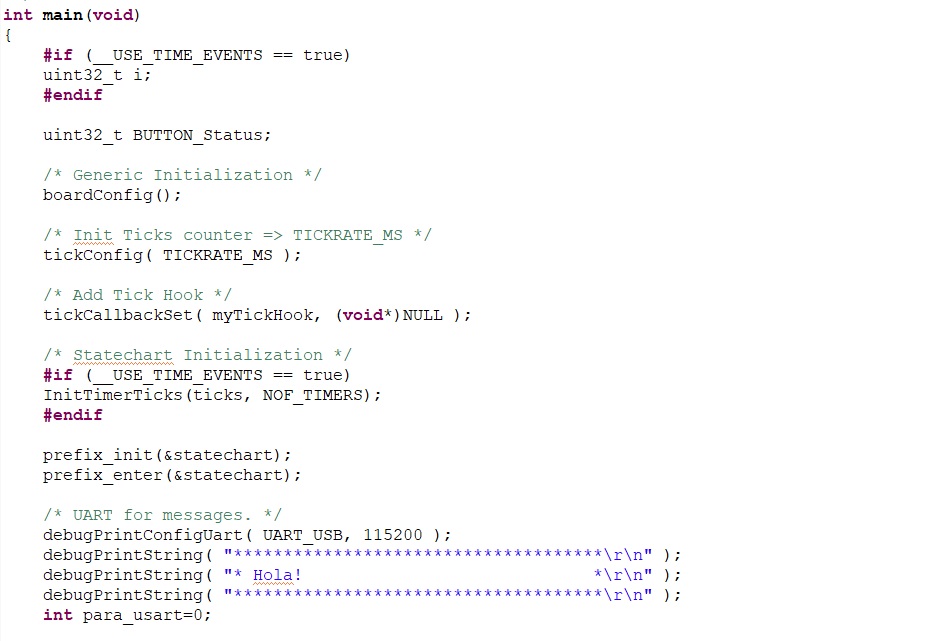 int main(void)
{
#if (__USE_TIME_EVENTS == true)
uint32_t i;
#endif
uint32_t BUTTON_Status;
/* Generic Initialization */
boardConfig();
/* Init Ticks counter => TICKRATE_MS */
tickConfig( TICKRATE_MS );
/* Add Tick Hook */
tickCallbackSet( myTickHook, (void*)NULL );
/* Statechart Initialization */
#if (__USE_TIME_EVENTS == true)
InitTimerTicks(ticks, NOF_TIMERS);
#endif
prefix_init(&statechart);
prefix_enter(&statechart);
/* UART for messages. */
debugPrintConfigUart( UART_USB, 115200 );
debugPrintString( "*************************************\r\n" );
debugPrintString( "* Hola!                             *\r\n" );
debugPrintString( "*************************************\r\n" );
int para_usart=0;